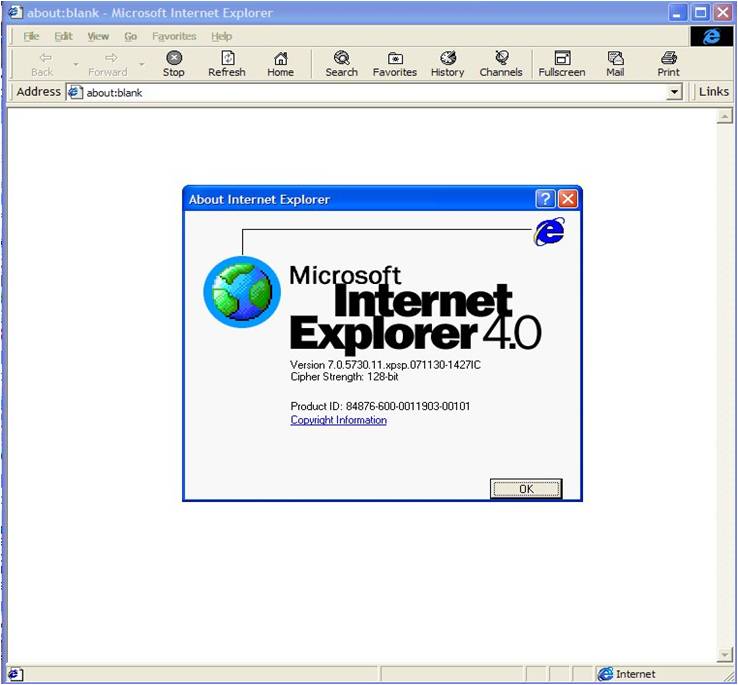 about:blank - Microsoft Internet Explorer
File Edit View Go Favorites Help
Back Forward Stop Refresh Home Search Favorites History Channels Fullscreen Mail Print
Address about:blank Links
About Internet Explorer
Microsoft
Internet
Explorer 4.0
Version 7.0.5730.11.xpsp.071130-1427IC
Cipher Strength: 128-bit
Product ID: 84876-600-0011903-00101
Copyright Information
OK
Internet